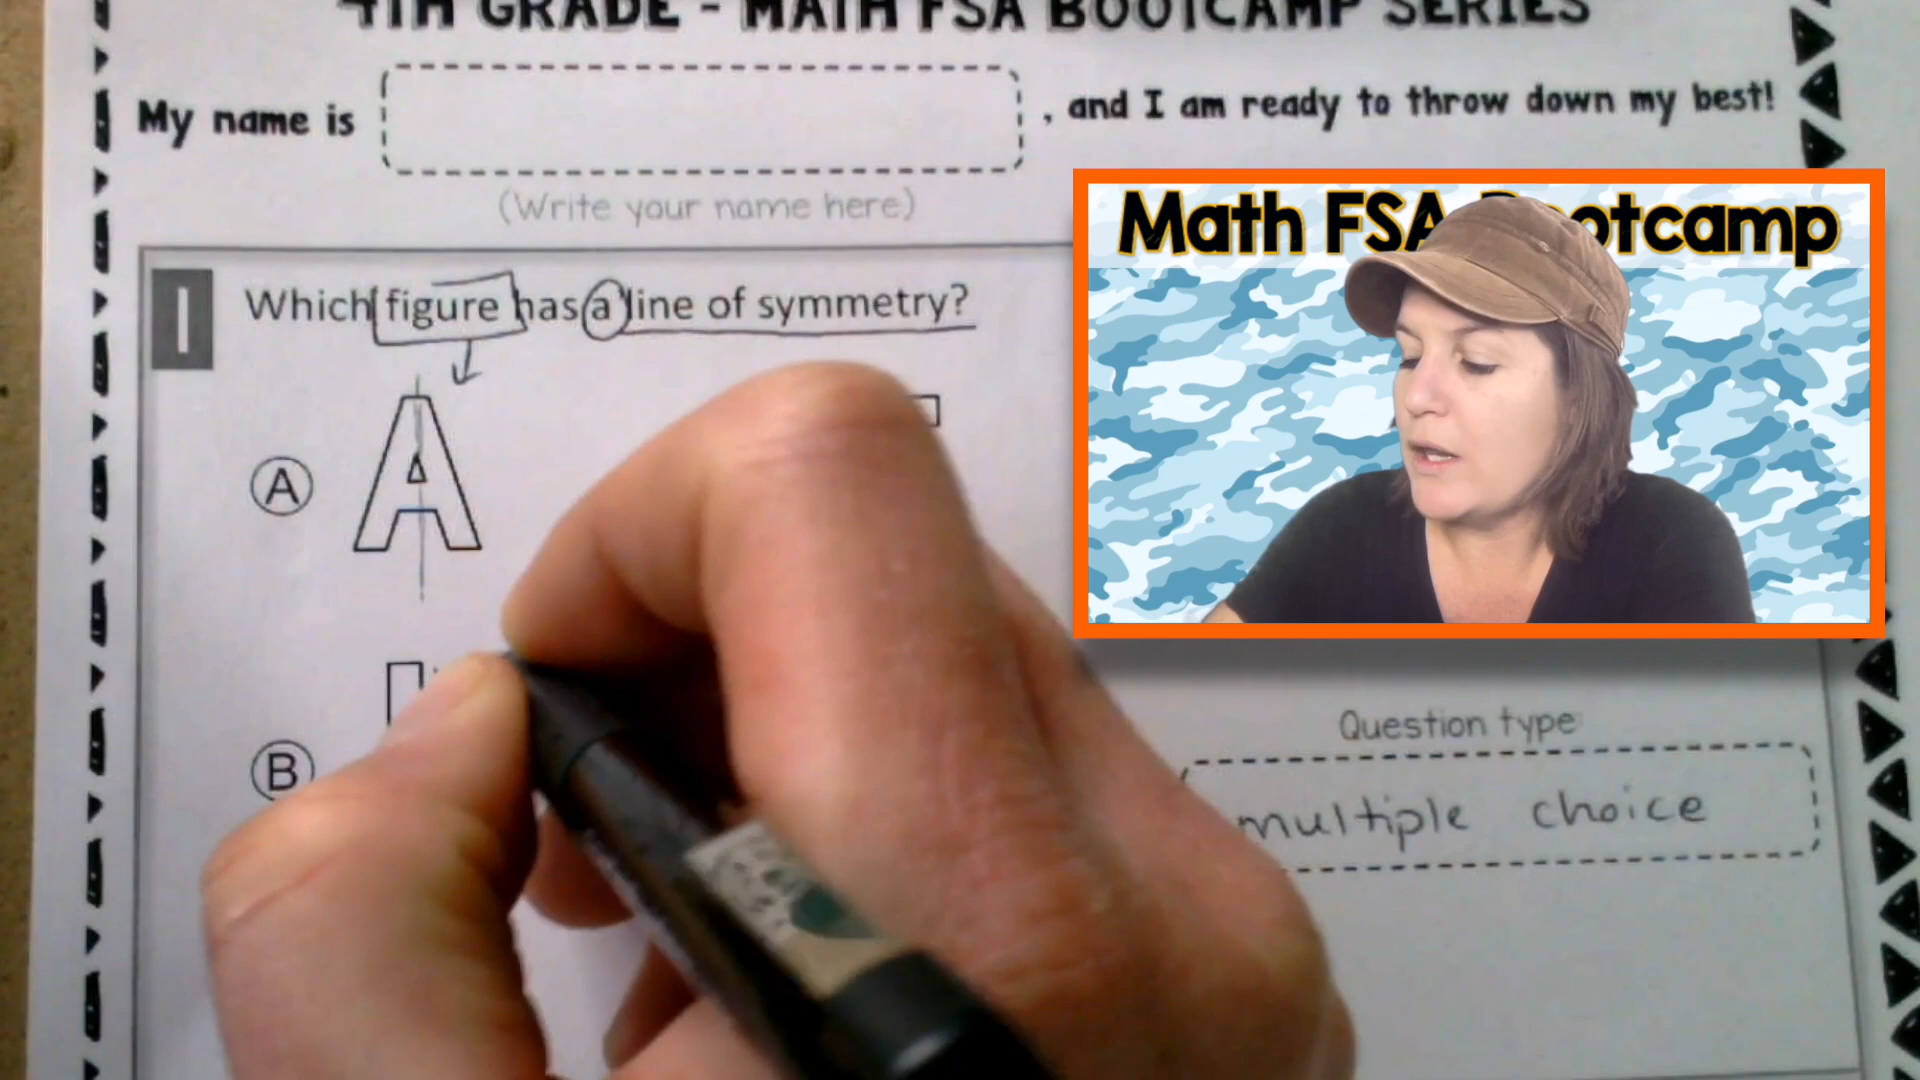 4TH GRADE - MATH FSA BOOTCAMP SERIES
My name is , and I am ready to throw down my best!
(Write your name here)
Math FSA Bootcamp
1 Which figure has a line of symmetry?
A
A
B
Question type
multiple choice